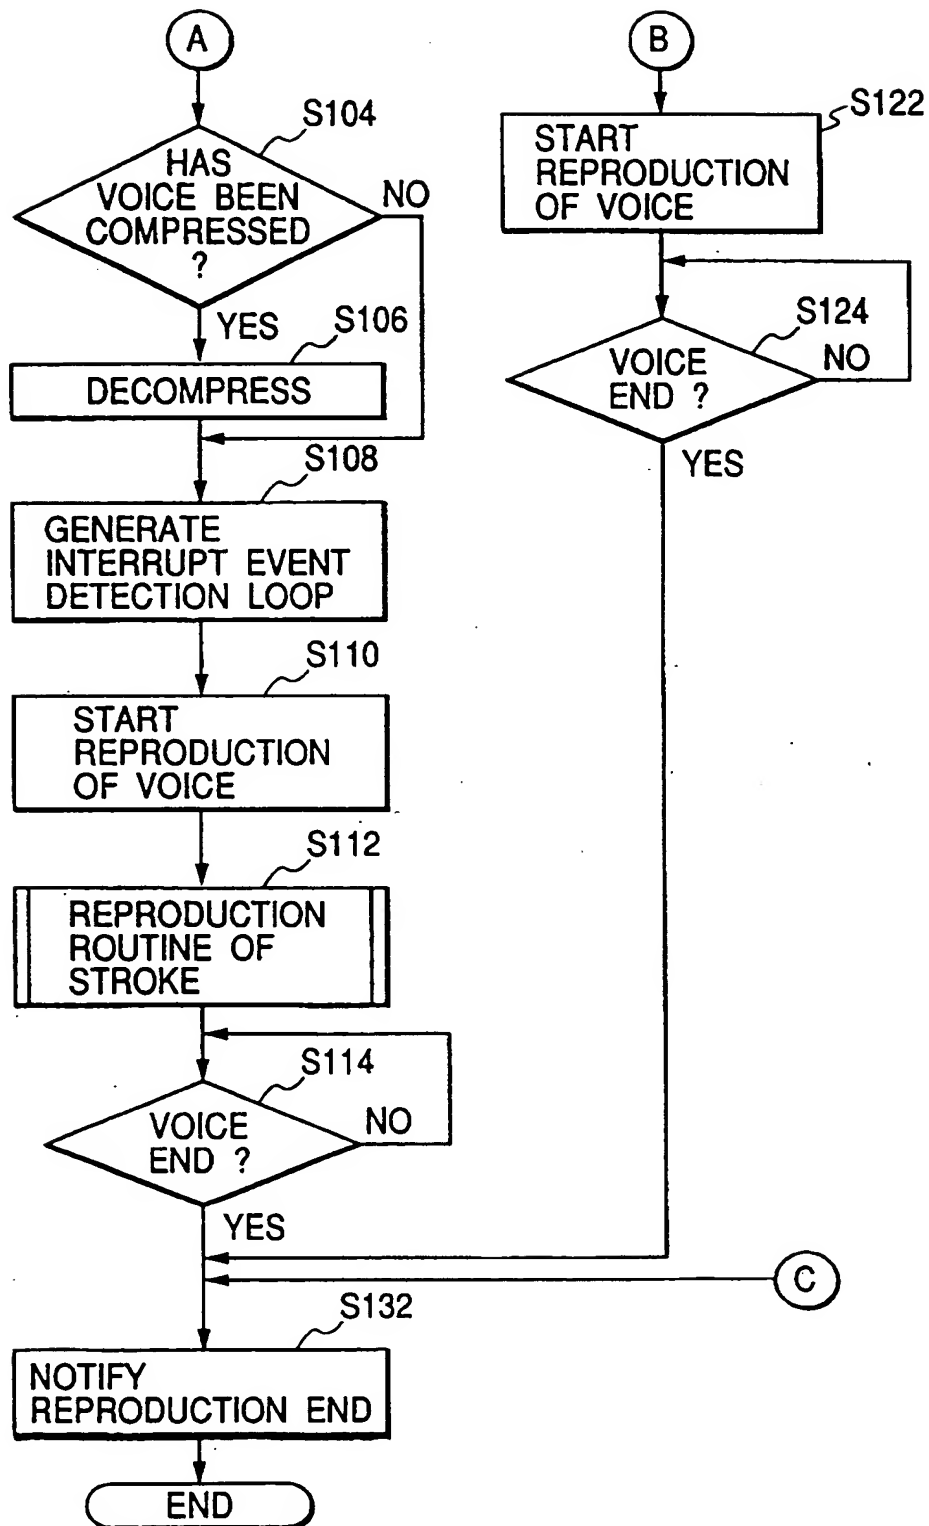 A
S104
HAS
VOICE BEEN
COMPRESSED
?
NO
YES
S106
DECOMPRESS
S108
GENERATE
INTERRUPT EVENT
DETECTION LOOP
S110
START
REPRODUCTION
OF VOICE
S112
REPRODUCTION
ROUTINE OF
STROKE
S114
VOICE
END ?
NO
YES
B
S122
START
REPRODUCTION
OF VOICE
S124
VOICE
END ?
NO
YES
C
S132
NOTIFY
REPRODUCTION END
END